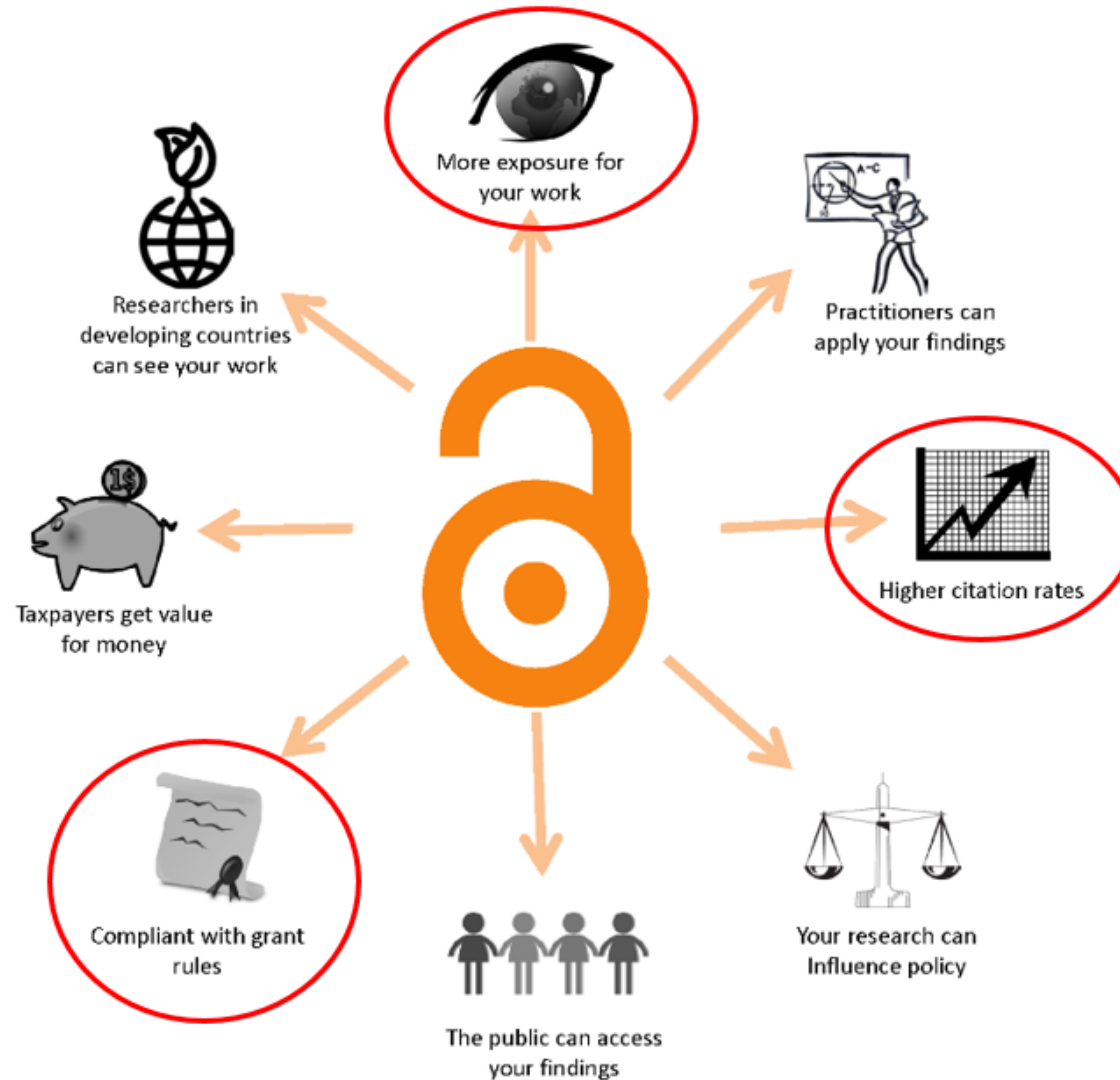 More exposure for
your work
A=C
Practitioners can
apply your findings
Researchers in
developing countries
can see your work
1$
Higher citation rates
Taxpayers get value
for money
Compliant with grant
rules
Your research can
Influence policy
The public can access
your findings